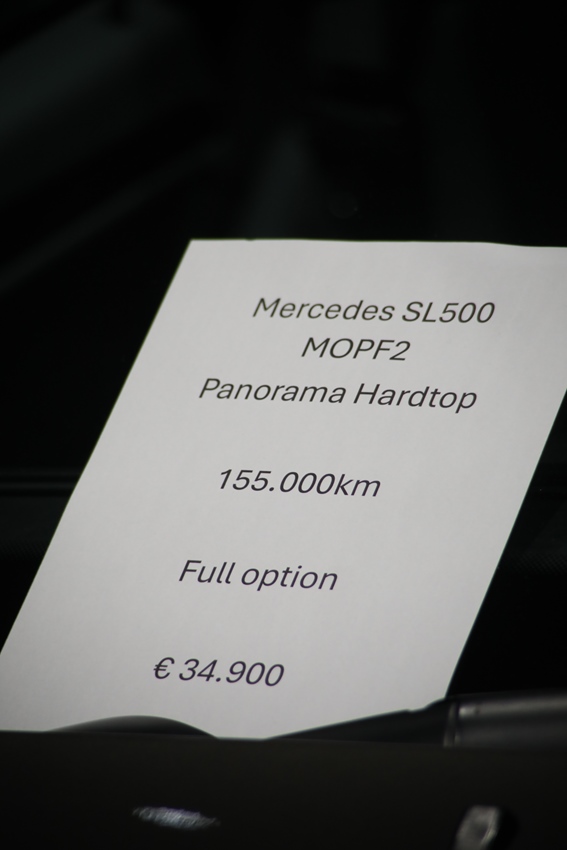 Mercedes SL500
MOPF2
Panorama Hardtop
155.000km
Full option
€ 34.900